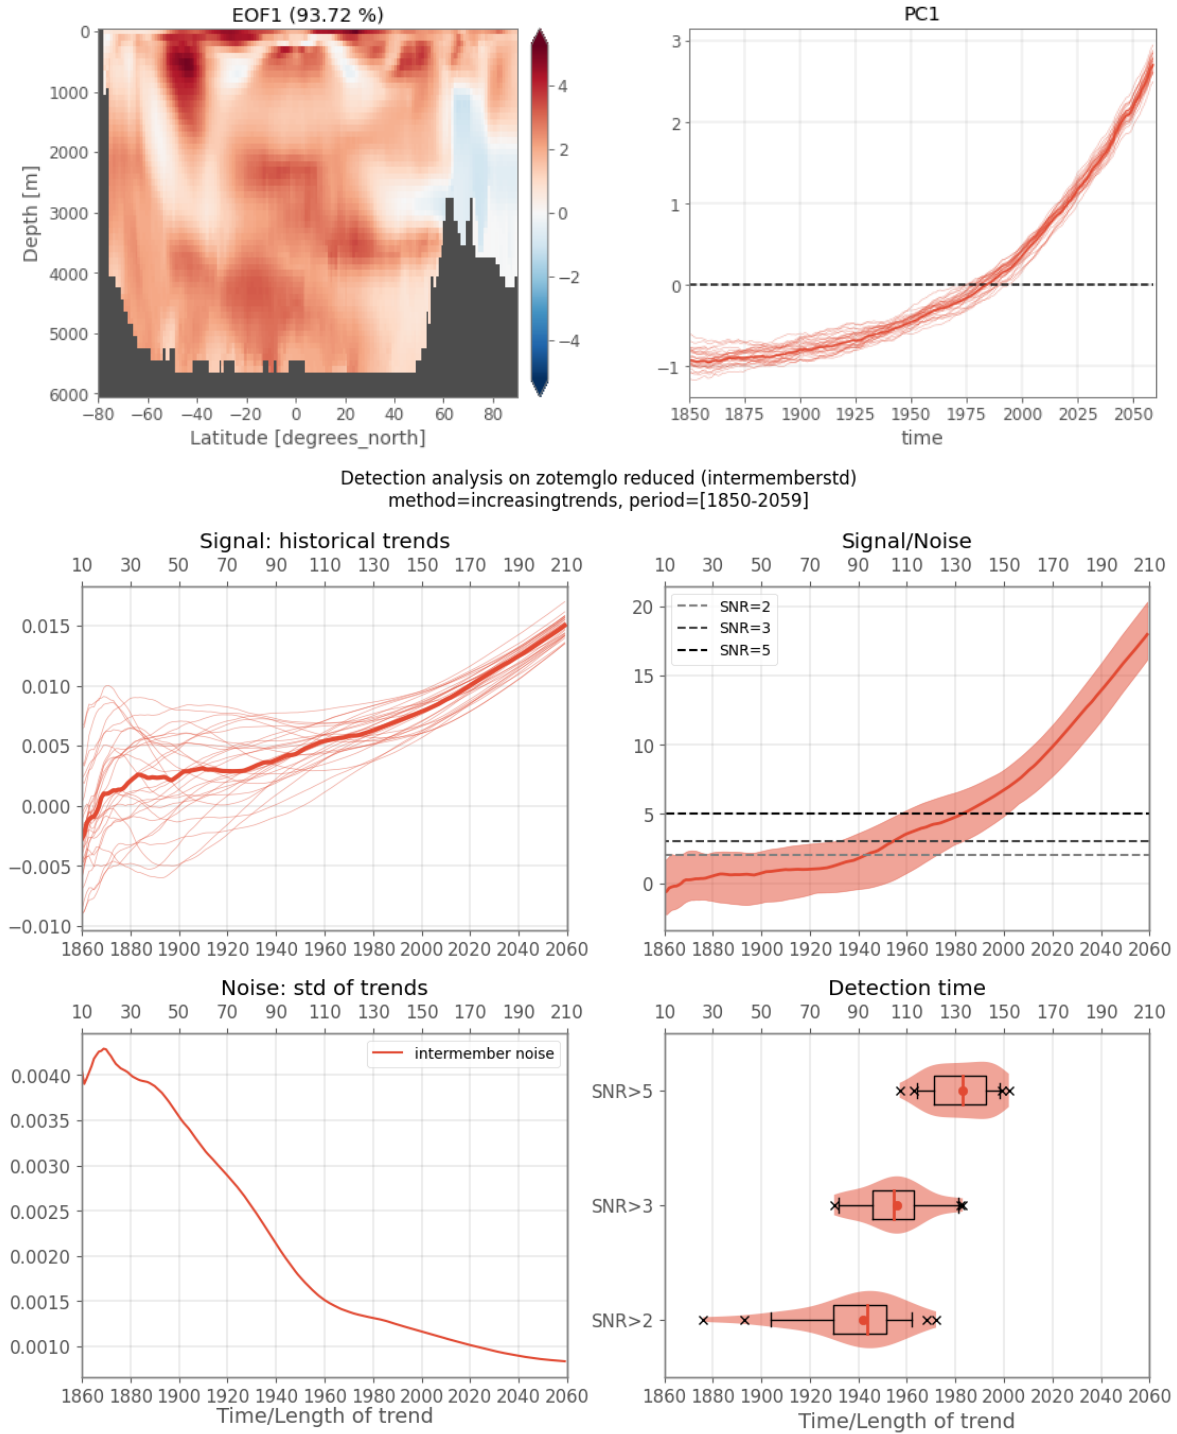 EOF1 (93.72 %)
0
1000
2000
3000
4000
5000
6000
Depth [m]
−80
−60
−40
−20
0
20
40
60
80
Latitude [degrees_north]
4
2
0
−2
−4
PC1
3
2
1
0
−1
1850
1875
1900
1925
1950
1975
2000
2025
2050
time
Detection analysis on zotemglo reduced (intermemberstd)
method=increasingtrends, period=[1850-2059]
Signal: historical trends
10 30 50 70 90 110 130 150 170 190 210
0.015
0.010
0.005
0.000
−0.005
−0.010
1860 1880 1900 1920 1940 1960 1980 2000 2020 2040 2060
Signal/Noise
10 30 50 70 90 110 130 150 170 190 210
SNR=2
SNR=3
SNR=5
20
15
10
5
0
1860 1880 1900 1920 1940 1960 1980 2000 2020 2040 2060
Noise: std of trends
10 30 50 70 90 110 130 150 170 190 210
intermember noise
0.0040
0.0035
0.0030
0.0025
0.0020
0.0015
0.0010
1860 1880 1900 1920 1940 1960 1980 2000 2020 2040 2060
Time/Length of trend
Detection time
10 30 50 70 90 110 130 150 170 190 210
SNR>5
SNR>3
SNR>2
1860 1880 1900 1920 1940 1960 1980 2000 2020 2040 2060
Time/Length of trend